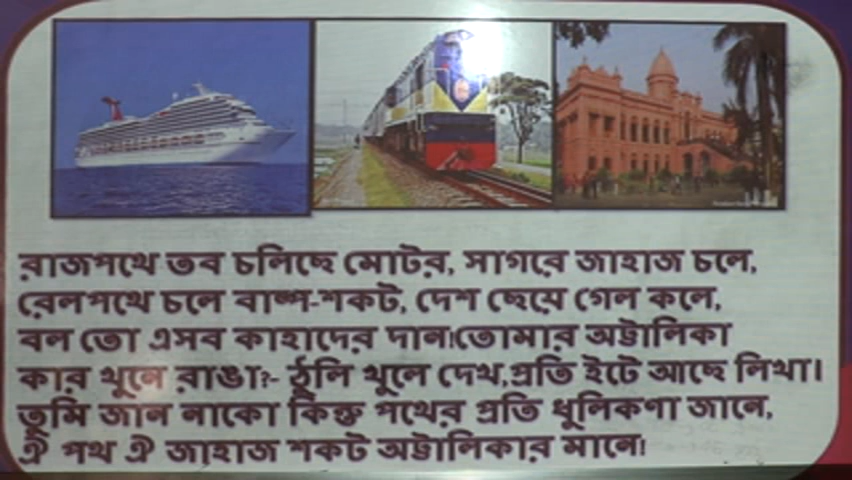 রাজপথে তব চলিছে মোটর, সাগরে জাহাজ চলে,
রেলপথে চলে বাষ্প-শকট, দেশ ছেয়ে গেল কলে,
বল তো এসব কাহাদের দান!তোমার অট্টালিকা
কার খুনে রাঙা?- ঠুলি খুলে দেখ,প্রতি ইটে আছে লিখা।
তুমি জান নাকো কিন্তু পথের প্রতি ধুলিকণা জানে,
ঐ পথ ঐ জাহাজ শকট অট্টালিকার মানে!